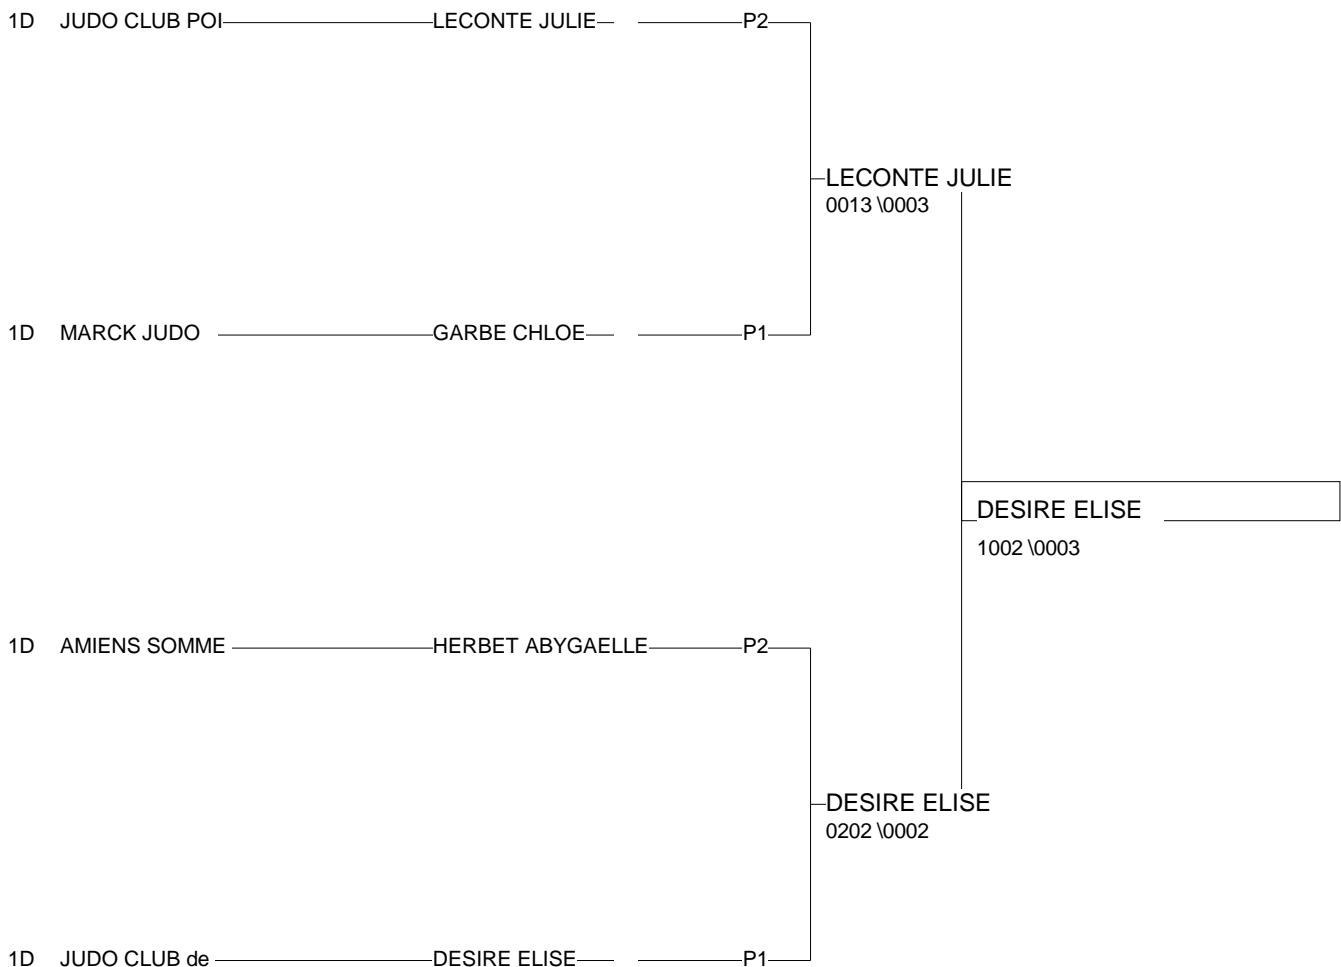 1D JUDO CLUB POI LECONTE JULIE P2
LECONTE JULIE
0013 \0003
1D MARCK JUDO GARBE CHLOE P1
DESIRE ELISE
1002 \0003
1D AMIENS SOMME HERBET ABYGAELLE P2
DESIRE ELISE
0202 \0002
1D JUDO CLUB de DESIRE ELISE P1